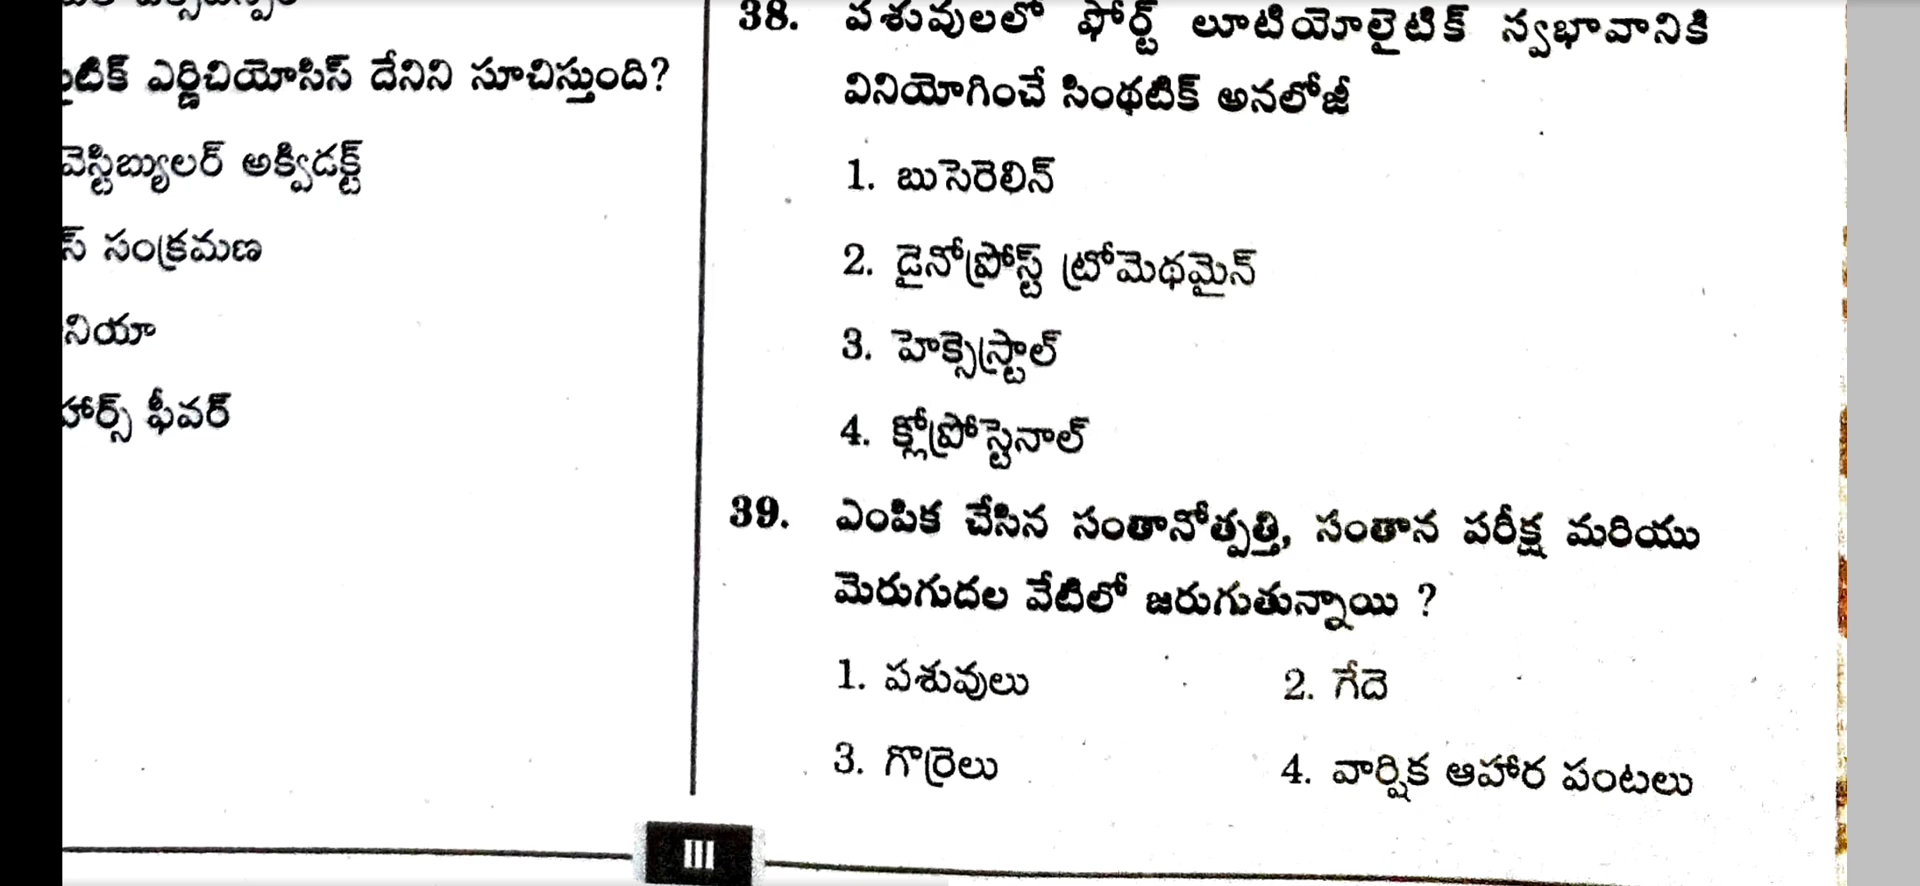 ఎర్లిచియోసిస్ దేనిని సూచిస్తుంది?
వెస్టిబ్యులర్ అక్విడక్ట్
సంక్రమణ
హార్స్ ఫీవర్
38. పశువులలో ఫోర్ట్ లూటియోలైటిక్ స్వభావానికి
వినియోగించే సింథటిక్ అనలోజీ
1. బుసెరెలిన్
2. డైనోప్రోస్ట్ ట్రోమెథమైన్
3. హెక్సెస్ట్రాల్
4. క్లోప్రోస్టెనాల్
39. ఎంపిక చేసిన సంతానోత్పత్తి, సంతాన పరీక్ష మరియు
మెరుగుదల వేటిలో జరుగుతున్నాయి ?
1. పశువులు 2. గేదె
3. గొర్రెలు 4. వార్షిక ఆహార పంటలు
III